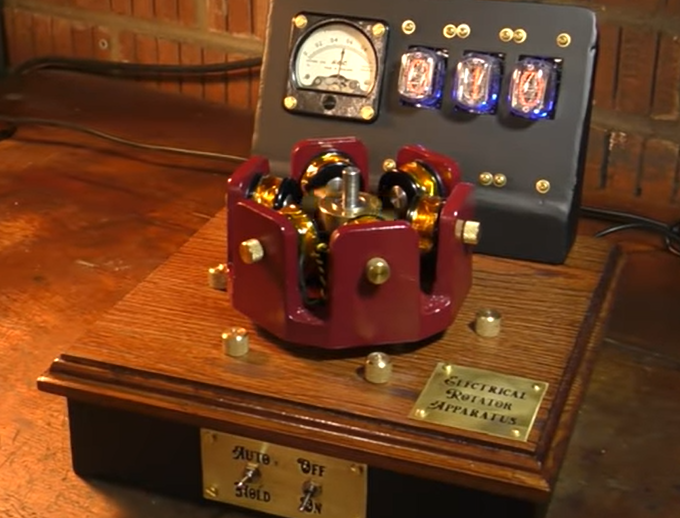 ELECTRICAL
ROTATOR
APPARATUS
AUTO OFF
HOLD ON